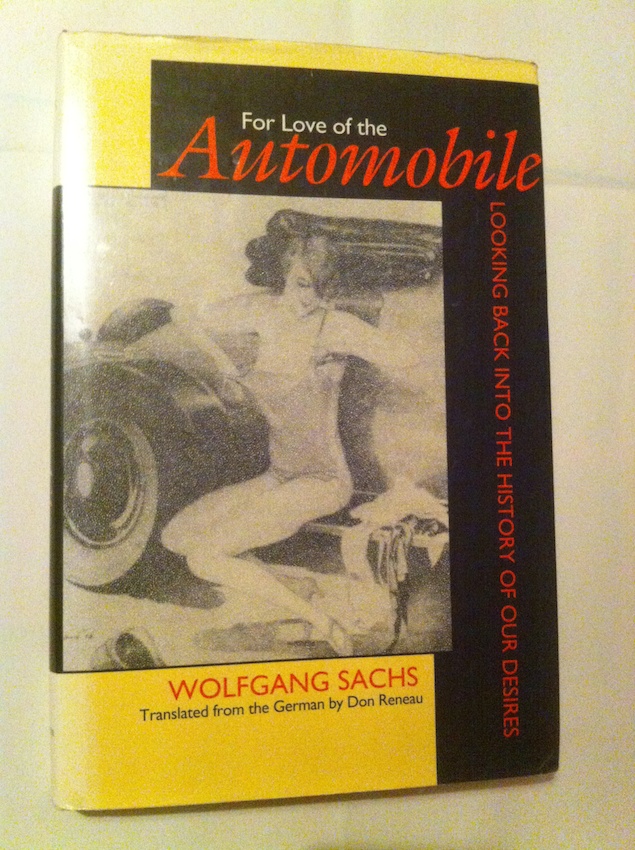 For Love of the
Automobile
LOOKING BACK INTO THE HISTORY OF OUR DESIRES
WOLFGANG SACHS
Translated from the German by Don Reneau